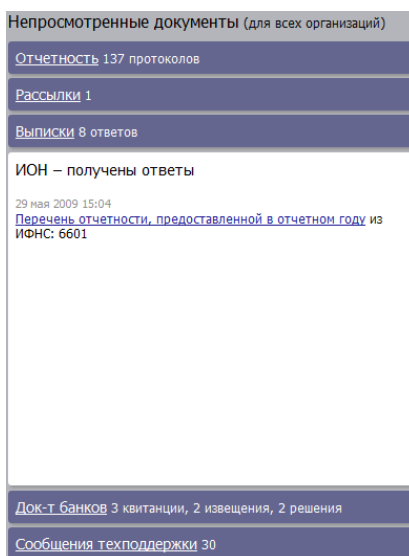 Непросмотренные документы (для всех организаций)
Отчетность 137 протоколов
Рассылки 1
Выписки 8 ответов
ИОН – получены ответы
29 мая 2009 15:04
Перечень отчетности, предоставленной в отчетном году из
ИФНС: 6601
Док-т банков 3 квитанции, 2 извещения, 2 решения
Сообщения техподдержки 30